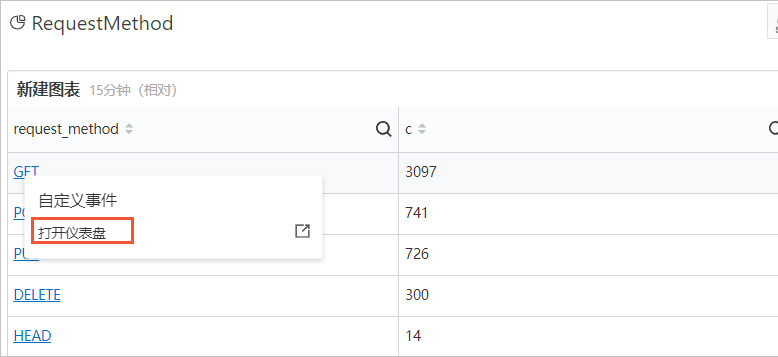 RequestMethod
新建图表 15分钟（相对）
request_method c
GET 3097
自定义事件
741
打开仪表盘
726
DELETE 300
HEAD 14